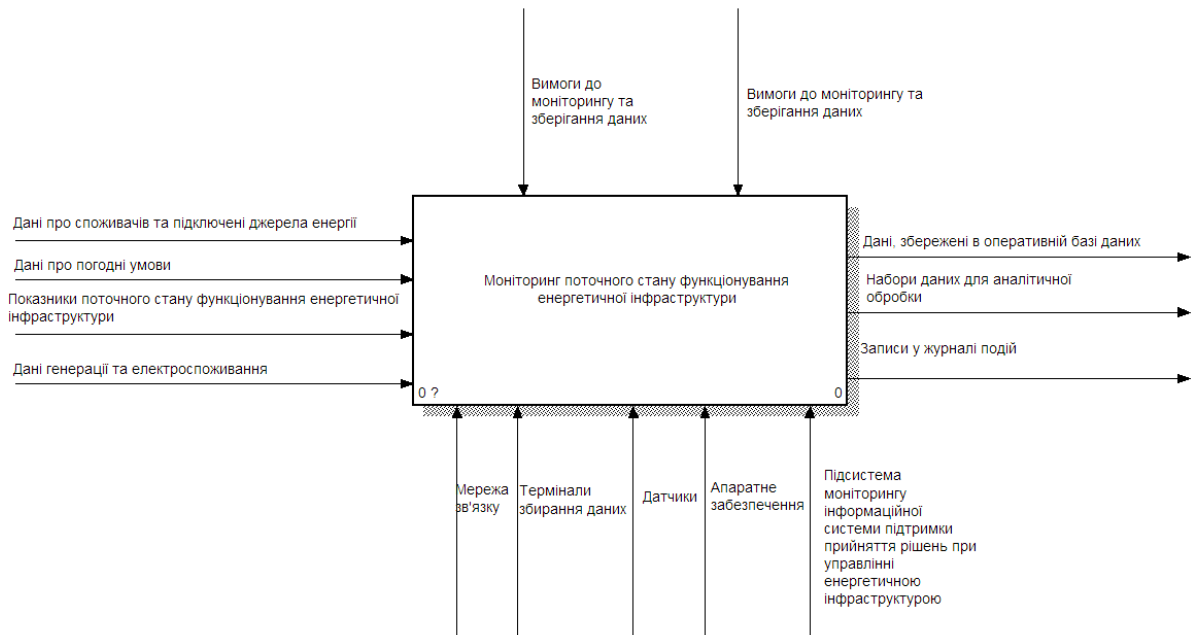 Вимоги до
моніторингу та
зберігання даних
Вимоги до моніторингу та
зберігання даних
Дані про споживачів та підключені джерела енергії
Дані про погодні умови
Показники поточного стану функціонування енергетичної
інфраструктури
Дані генерації та електроспоживання
Моніторинг поточного стану функціонування
енергетичної інфраструктури
0 ?
0
Дані, збережені в оперативній базі даних
Набори даних для аналітичної
обробки
Записи у журналі подій
Мережа
зв'язку
Термінали
збирання даних
Датчики
Апаратне
забезпечення
Підсистема
моніторингу
інформаційної
системи підтримки
прийняття рішень при
управлінні
енергетичною
інфраструктурою